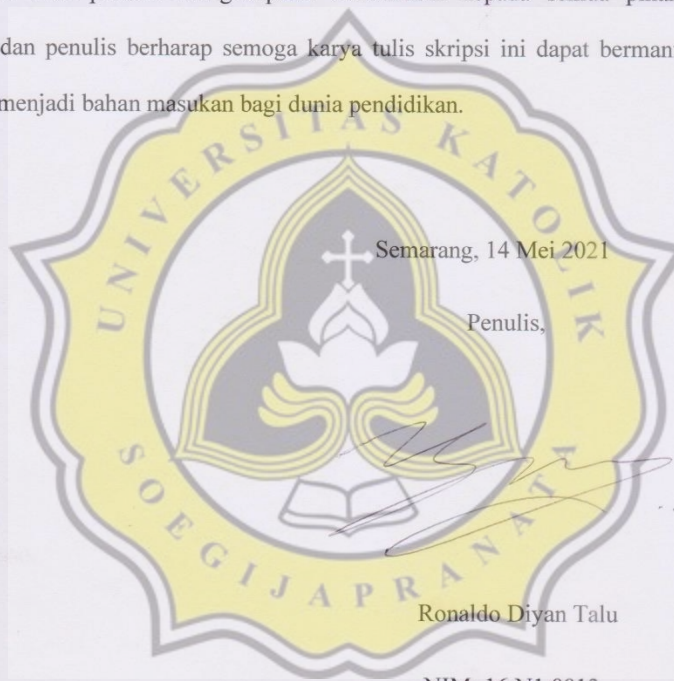 dan penulis berharap semoga karya tulis skripsi ini dapat
menjadi bahan masukan bagi dunia pendidikan.
UNIVERSITAS KATOLIK
Semarang, 14 Mei 2021
Penulis,
SOEGIJAPRANATA
Ronaldo Diyan Talu